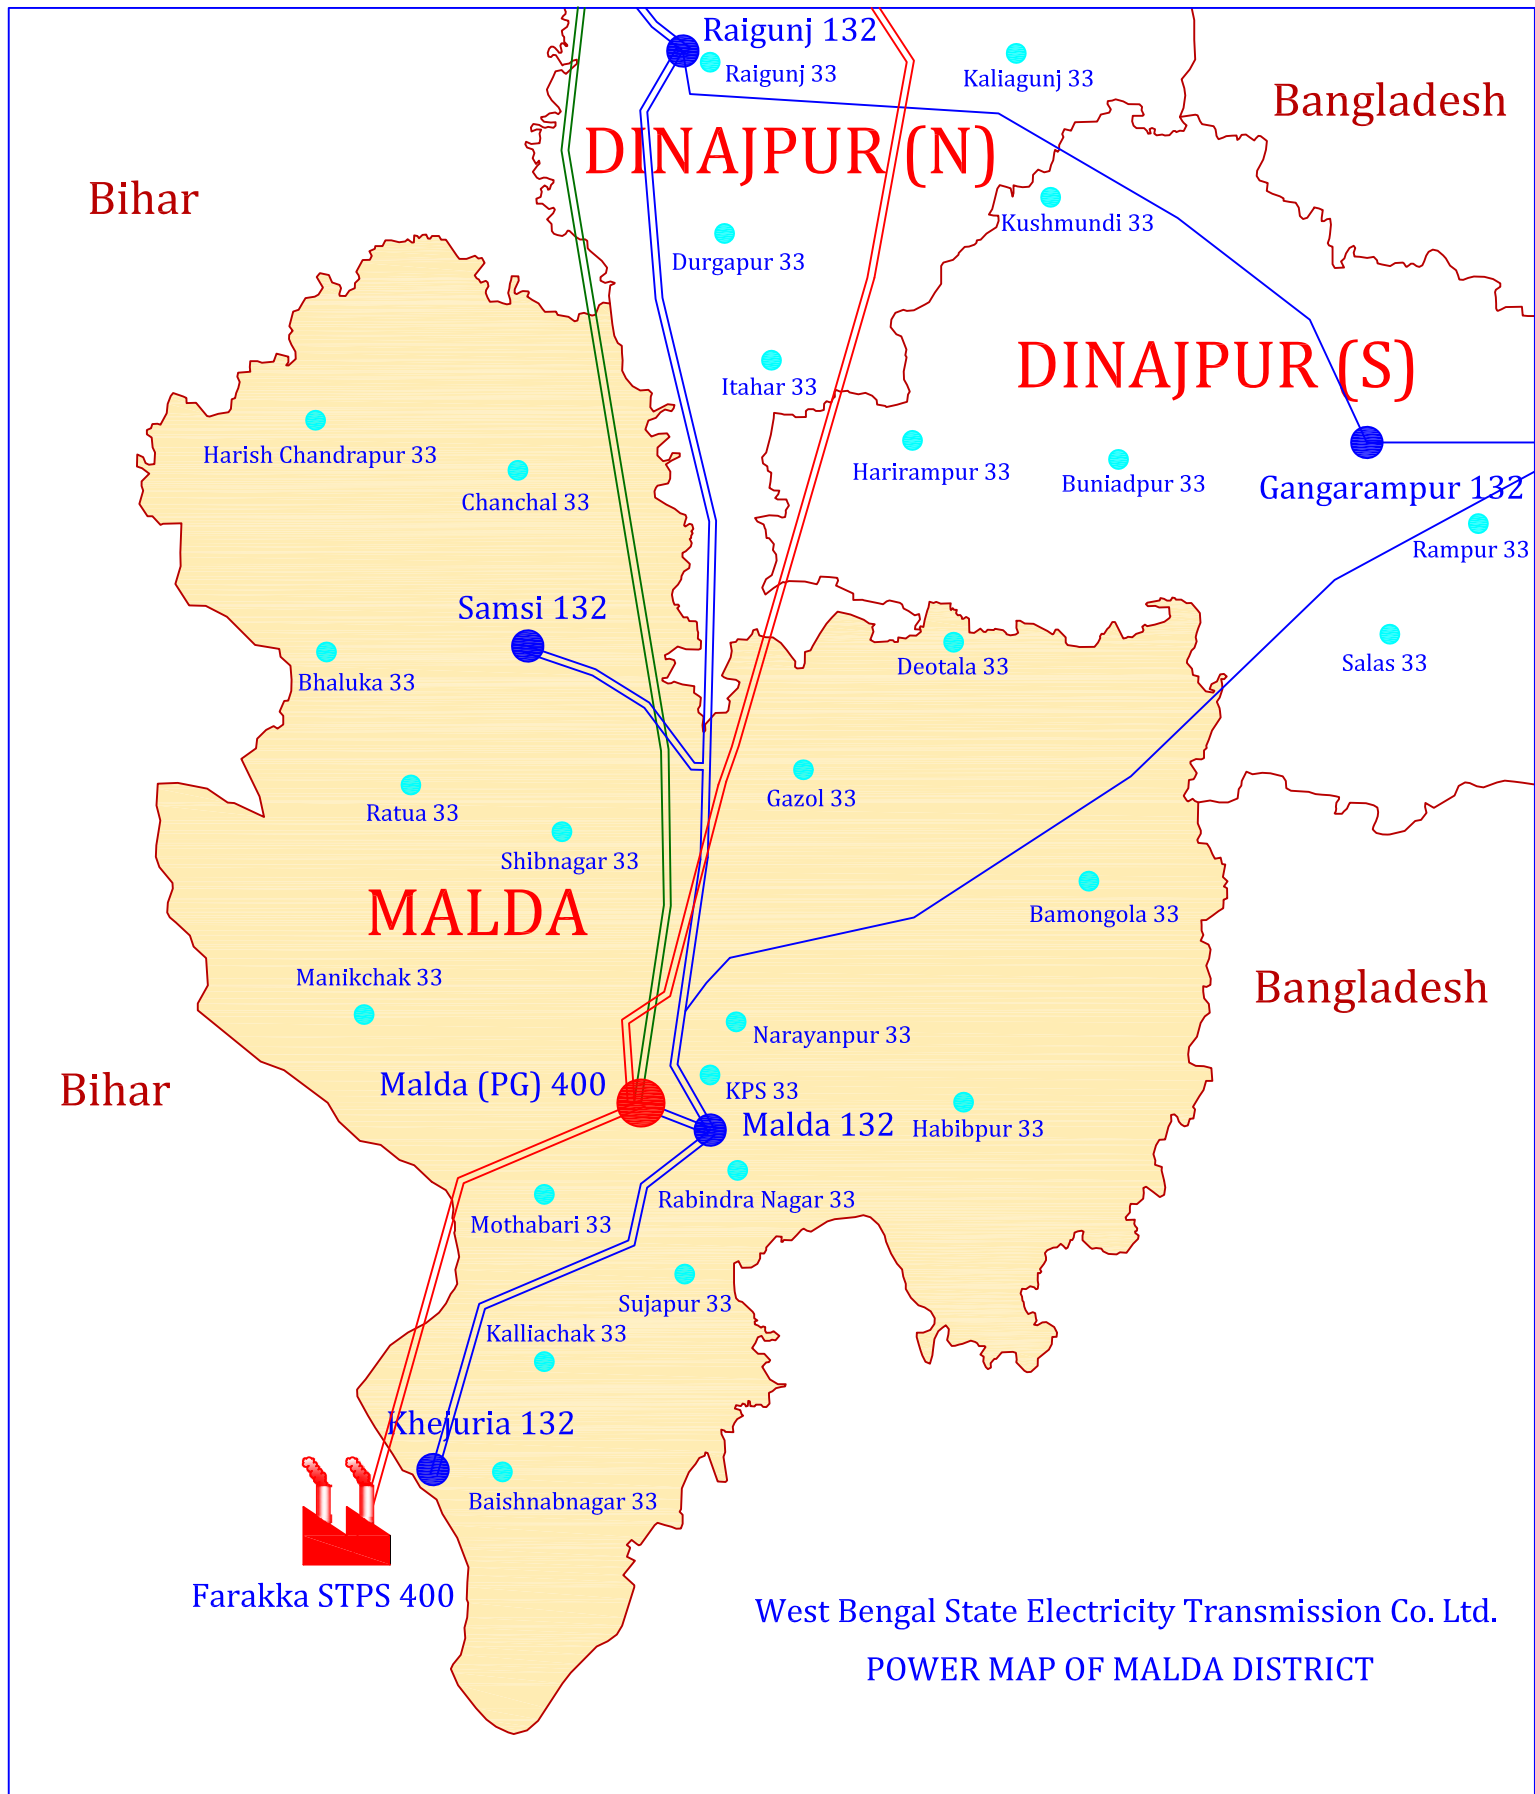 Raigunj 132
Raigunj 33
Kaliagunj 33
Bangladesh
DINAJPUR (N)
Bihar
Kushmundi 33
Durgapur 33
DINAJPUR (S)
Itahar 33
Harish Chandrapur 33
Chanchal 33
Harirampur 33
Buniadpur 33
Gangarampur 132
Rampur 33
Samsi 132
Bhaluka 33
Deotala 33
Salas 33
Ratua 33
Gazol 33
Shibnagar 33
MALDA
Bamongola 33
Manikchak 33
Bangladesh
Narayanpur 33
Bihar
Malda (PG) 400
KPS 33
Malda 132
Habibpur 33
Rabindra Nagar 33
Mothabari 33
Sujapur 33
Kalliachak 33
Khejuria 132
Baishnabnagar 33
Farakka STPS 400
West Bengal State Electricity Transmission Co. Ltd.
POWER MAP OF MALDA DISTRICT